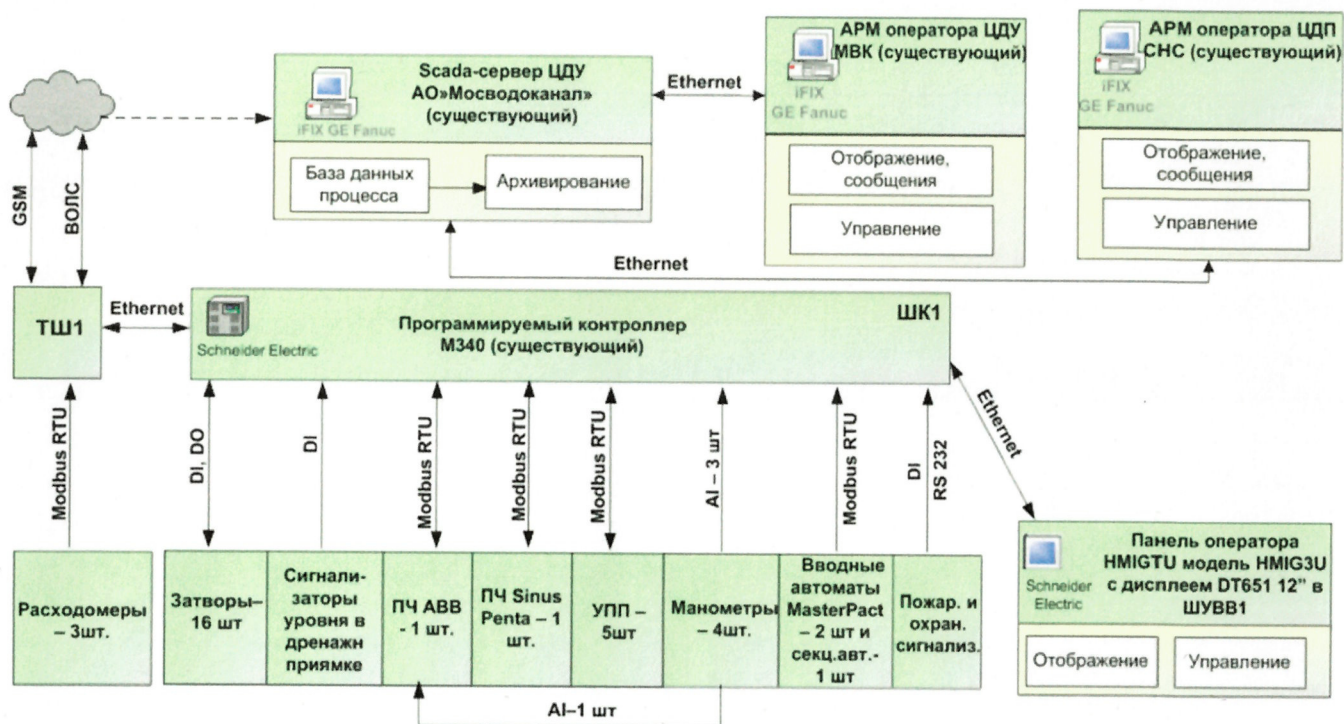 АРМ оператора ЦДУ
МВК (существующий)
iFIX
GE Fanuc
Отображение,
сообщения
Управление
АРМ оператора ЦДП
СНС (существующий)
iFIX
GE Fanuc
Отображение,
сообщения
Управление
Scada-сервер ЦДУ
АО»Мосводоканал»
(существующий)
iFIX GE Fanuc
База данных
процесса
Архивирование
Ethernet
Ethernet
GSM
ВОЛС
ТШ1
Ethernet
Schneider Electric
Программируемый контроллер
М340 (существующий)
ШК1
Ethernet
Modbus RTU
DI, DO
DI
Modbus RTU
Modbus RTU
Modbus RTU
AI – 3 шт
Modbus RTU
DI
RS 232
Расходомеры
– 3шт.
Затворы–
16 шт
Сигнали-
заторы
уровня в
дренажн
приямке
ПЧ ABB
- 1 шт.
ПЧ Sinus
Penta – 1
шт.
УПП –
5шт
Манометры
–4шт.
Вводные
автоматы
MasterPact
– 2 шт и
секц.авт.-
1 шт
Пожар. и
охран.
сигнализ.
AI–1 шт
Schneider
Electric
Панель оператора
HMIGTU модель HMIG3U
с дисплеем DT651 12” в
ШУВВ1
Отображение
Управление